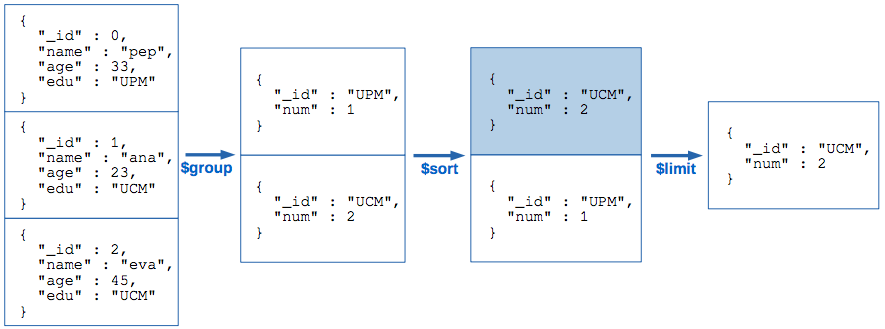 {
"_id" : 0,
"name" : "pep",
"age" : 33,
"edu" : "UPM"
}
{
"_id" : 1,
"name" : "ana",
"age" : 23,
"edu" : "UCM"
}
{
"_id" : 2,
"name" : "eva",
"age" : 45,
"edu" : "UCM"
}
$group
{
"_id" : "UPM",
"num" : 1
}
{
"_id" : "UCM",
"num" : 2
}
$sort
{
"_id" : "UCM",
"num" : 2
}
{
"_id" : "UPM",
"num" : 1
}
$limit
{
"_id" : "UCM",
"num" : 2
}